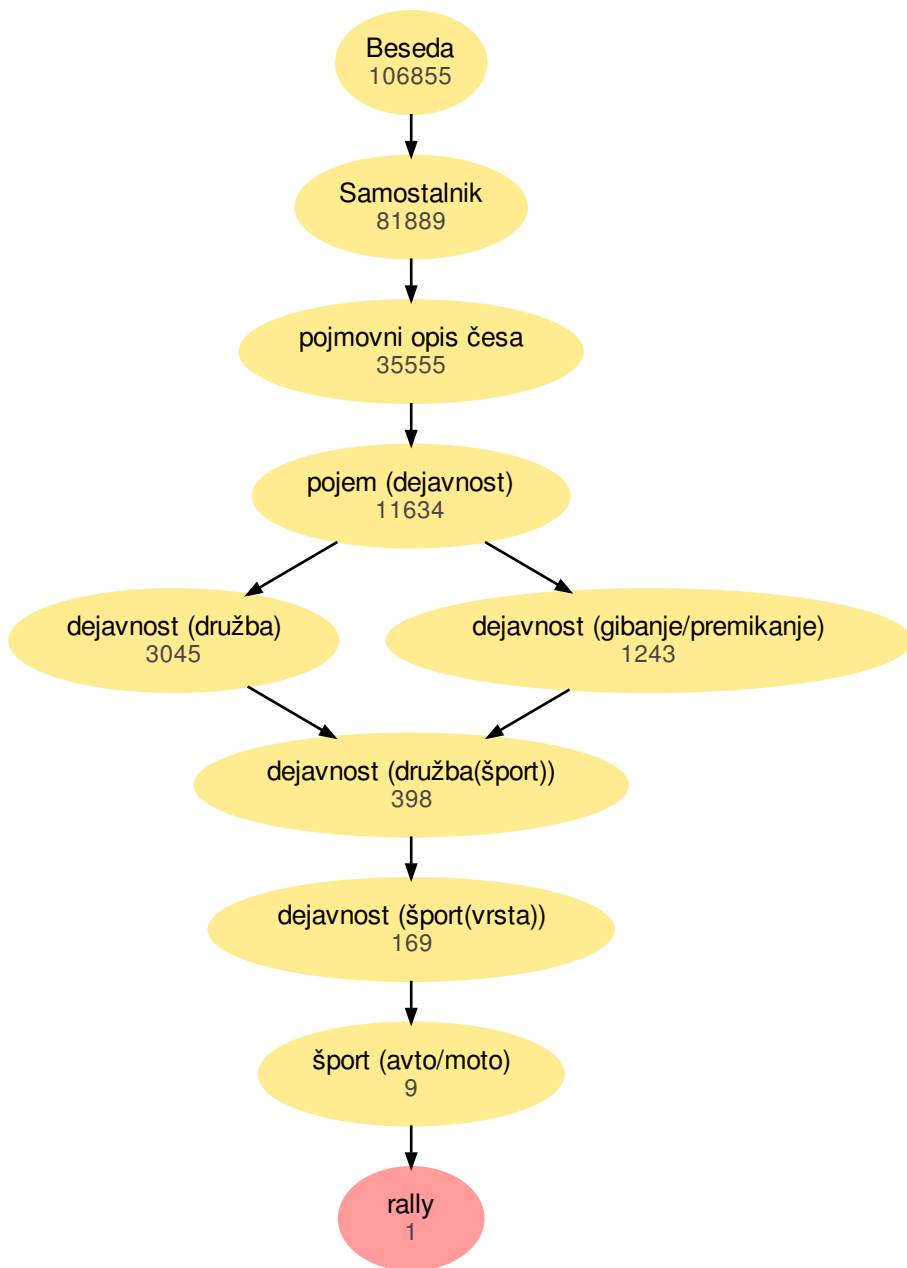 Beseda
106855
Samostalnik
81889
pojmovni opis česa
35555
pojem (dejavnost)
11634
dejavnost (družba)
3045
dejavnost (gibanje/premikanje)
1243
dejavnost (družba(šport))
398
dejavnost (šport(vrsta))
169
šport (avto/moto)
9
rally
1